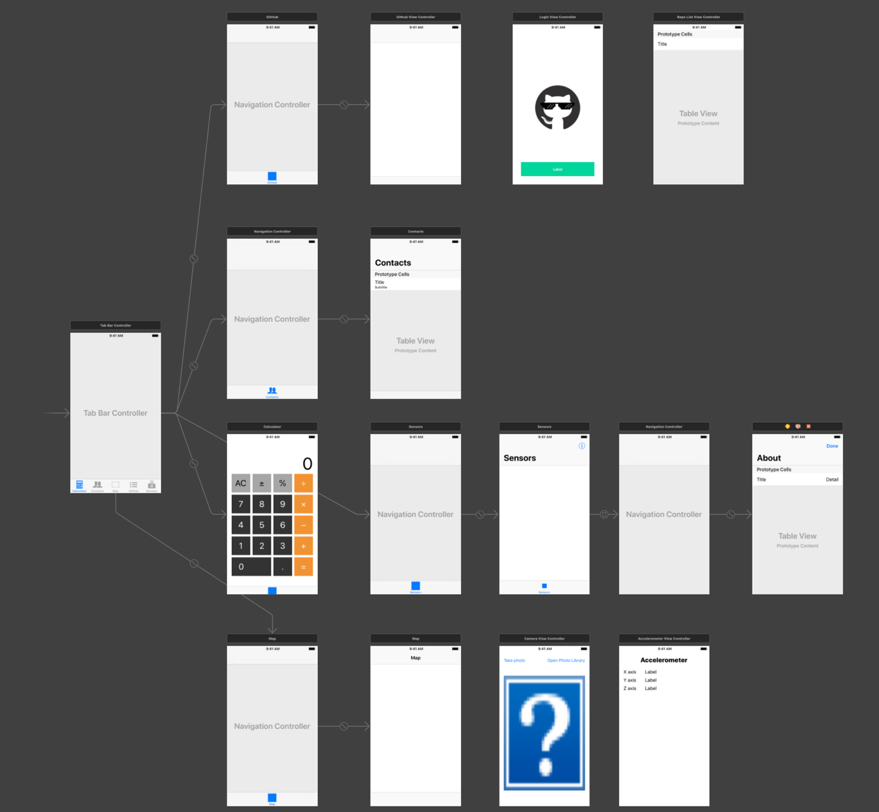 GitHub
GitHub View Controller
Login View Controller
Repo List View Controller
9:41 AM
9:41 AM
9:41 AM
9:41 AM
Prototype Cells
Title
Navigation Controller
Table View
Prototype Content
Label
Navigation Controller
Contacts
9:41 AM
9:41 AM
Contacts
Prototype Cells
Title
Subtitle
Navigation Controller
Table View
Prototype Content
Contacts
Tab Bar Controller
9:41 AM
Tab Bar Controller
Calculator
Sensors
Sensors
Navigation Controller
9:41 AM
9:41 AM
9:41 AM
9:41 AM
9:41 AM
Done
0
Sensors
About
Prototype Cells
Title Detail
AC ± % ÷
7 8 9 ×
4 5 6 −
1 2 3 +
0 . =
Navigation Controller
Navigation Controller
Table View
Prototype Content
Sensors
Sensors
Map
Map
Camera View Controller
Accelerometer View Controller
9:41 AM
9:41 AM
9:41 AM
9:41 AM
Map
Take photo
Open Photo Library
Accelerometer
X axis Label
Y axis Label
Z axis Label
Navigation Controller
?
Map